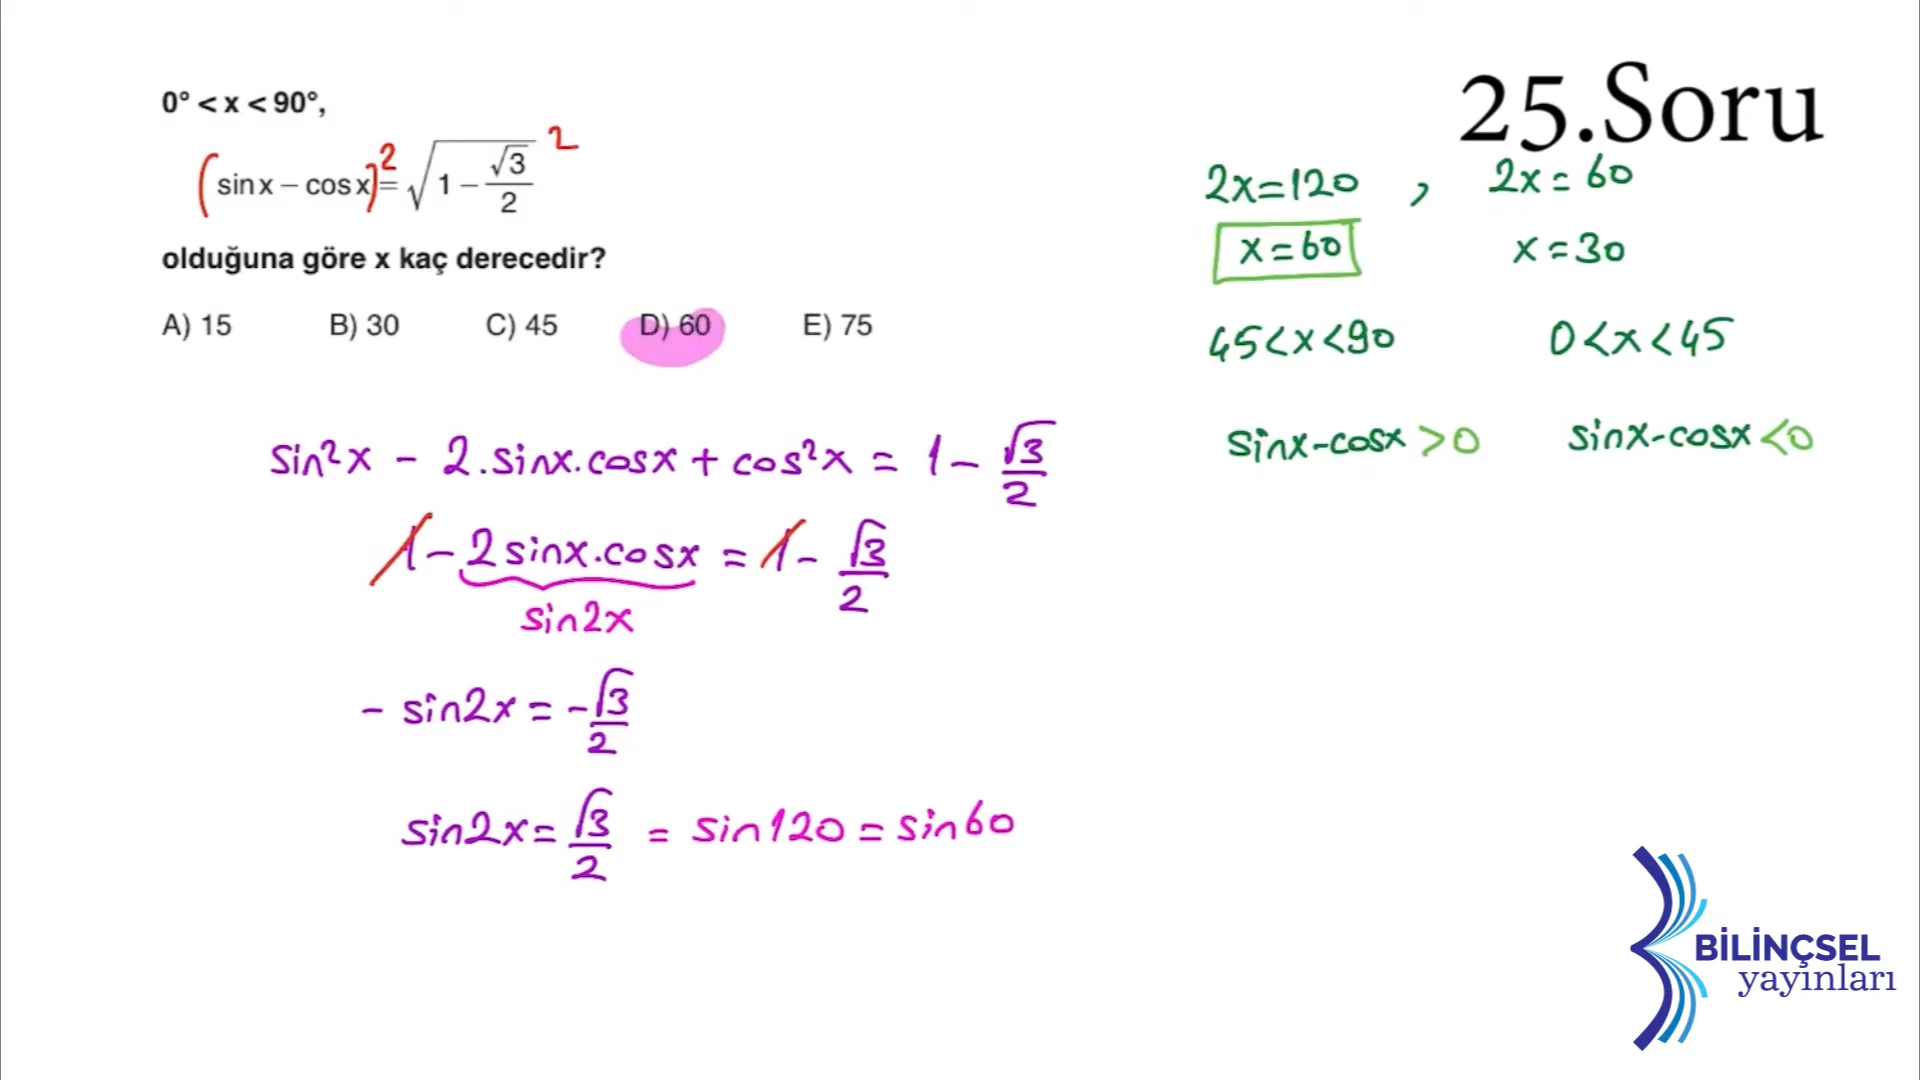 25.Soru
0° < x < 90°,
(sin x – cos x)² = √(1 – √3/2) ²
olduğuna göre x kaç derecedir?
A) 15 B) 30 C) 45 D) 60 E) 75
sin²x - 2.sinx.cosx + cos²x = 1 - √3/2
1 - 2sinx.cosx = 1 - √3/2
sin2x
- sin2x = -√3/2
sin2x = √3/2 = sin120 = sin60
2x=120 , 2x=60
x=60 x=30
45<x<90 0<x<45
sinx-cosx>0 sinx-cosx<0
BİLİNÇSEL
yayınları